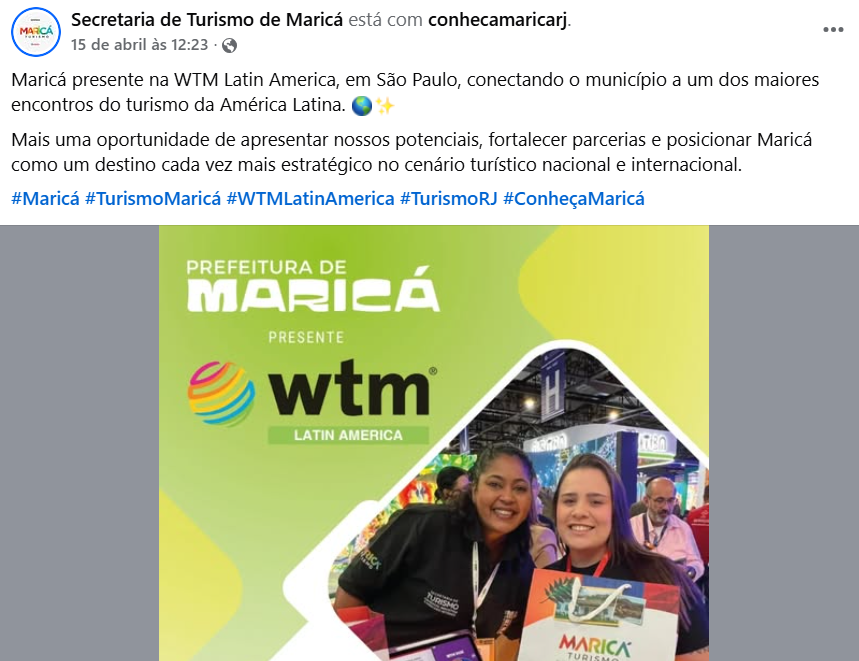 Secretaria de Turismo de Maricá está com conhecamaricarj.
15 de abril às 12:23 ·
Maricá presente na WTM Latin America, em São Paulo, conectando o município a um dos maiores
encontros do turismo da América Latina. 🌎✨
Mais uma oportunidade de apresentar nossos potenciais, fortalecer parcerias e posicionar Maricá
como um destino cada vez mais estratégico no cenário turístico nacional e internacional.
#Maricá #TurismoMaricá #WTMLatinAmerica #TurismoRJ #ConheçaMaricá
PREFEITURA DE
MARICÁ
PRESENTE
wtm®
LATIN AMERICA
H
TURISMO
MARICÁ
TURISMO
MARICÁ
TURISMO